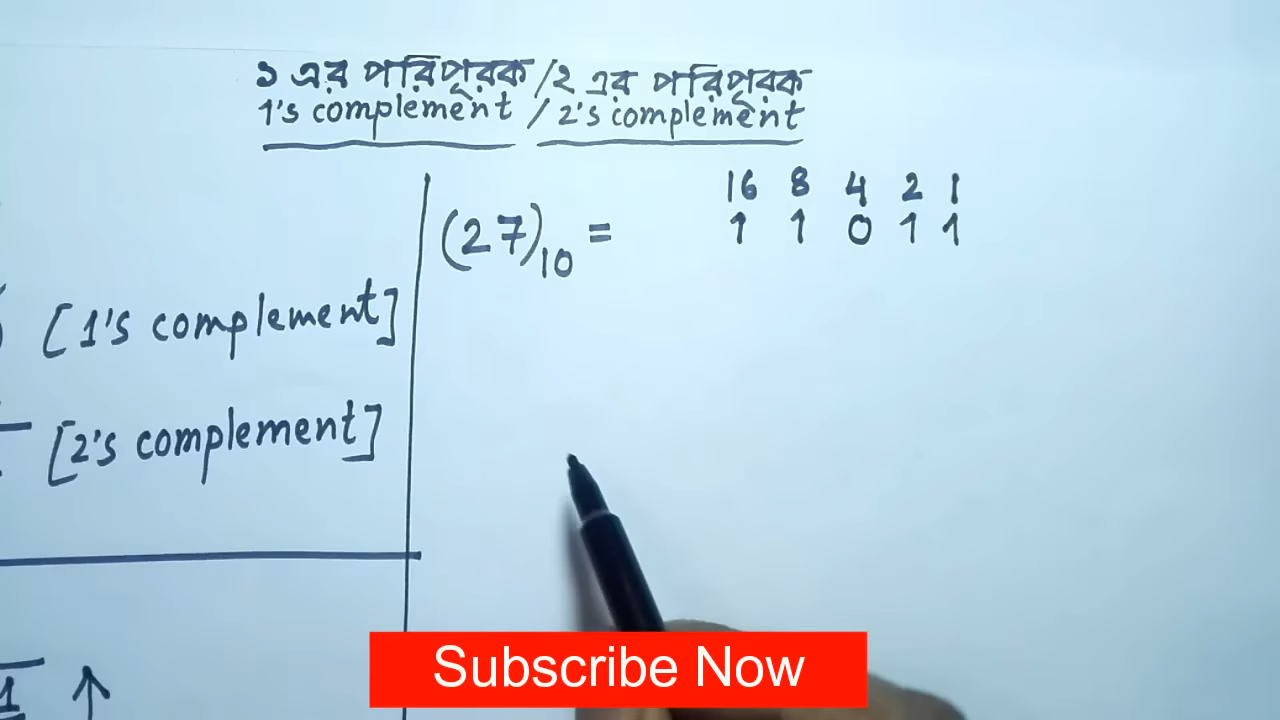 ১ এর পরিপূরক / ২ এর পরিপূরক
1's complement / 2's complement
16 8 4 2 1
(27)10 = 1 1 0 1 1
[1's complement]
[2's complement]
1 ↑
Subscribe Now